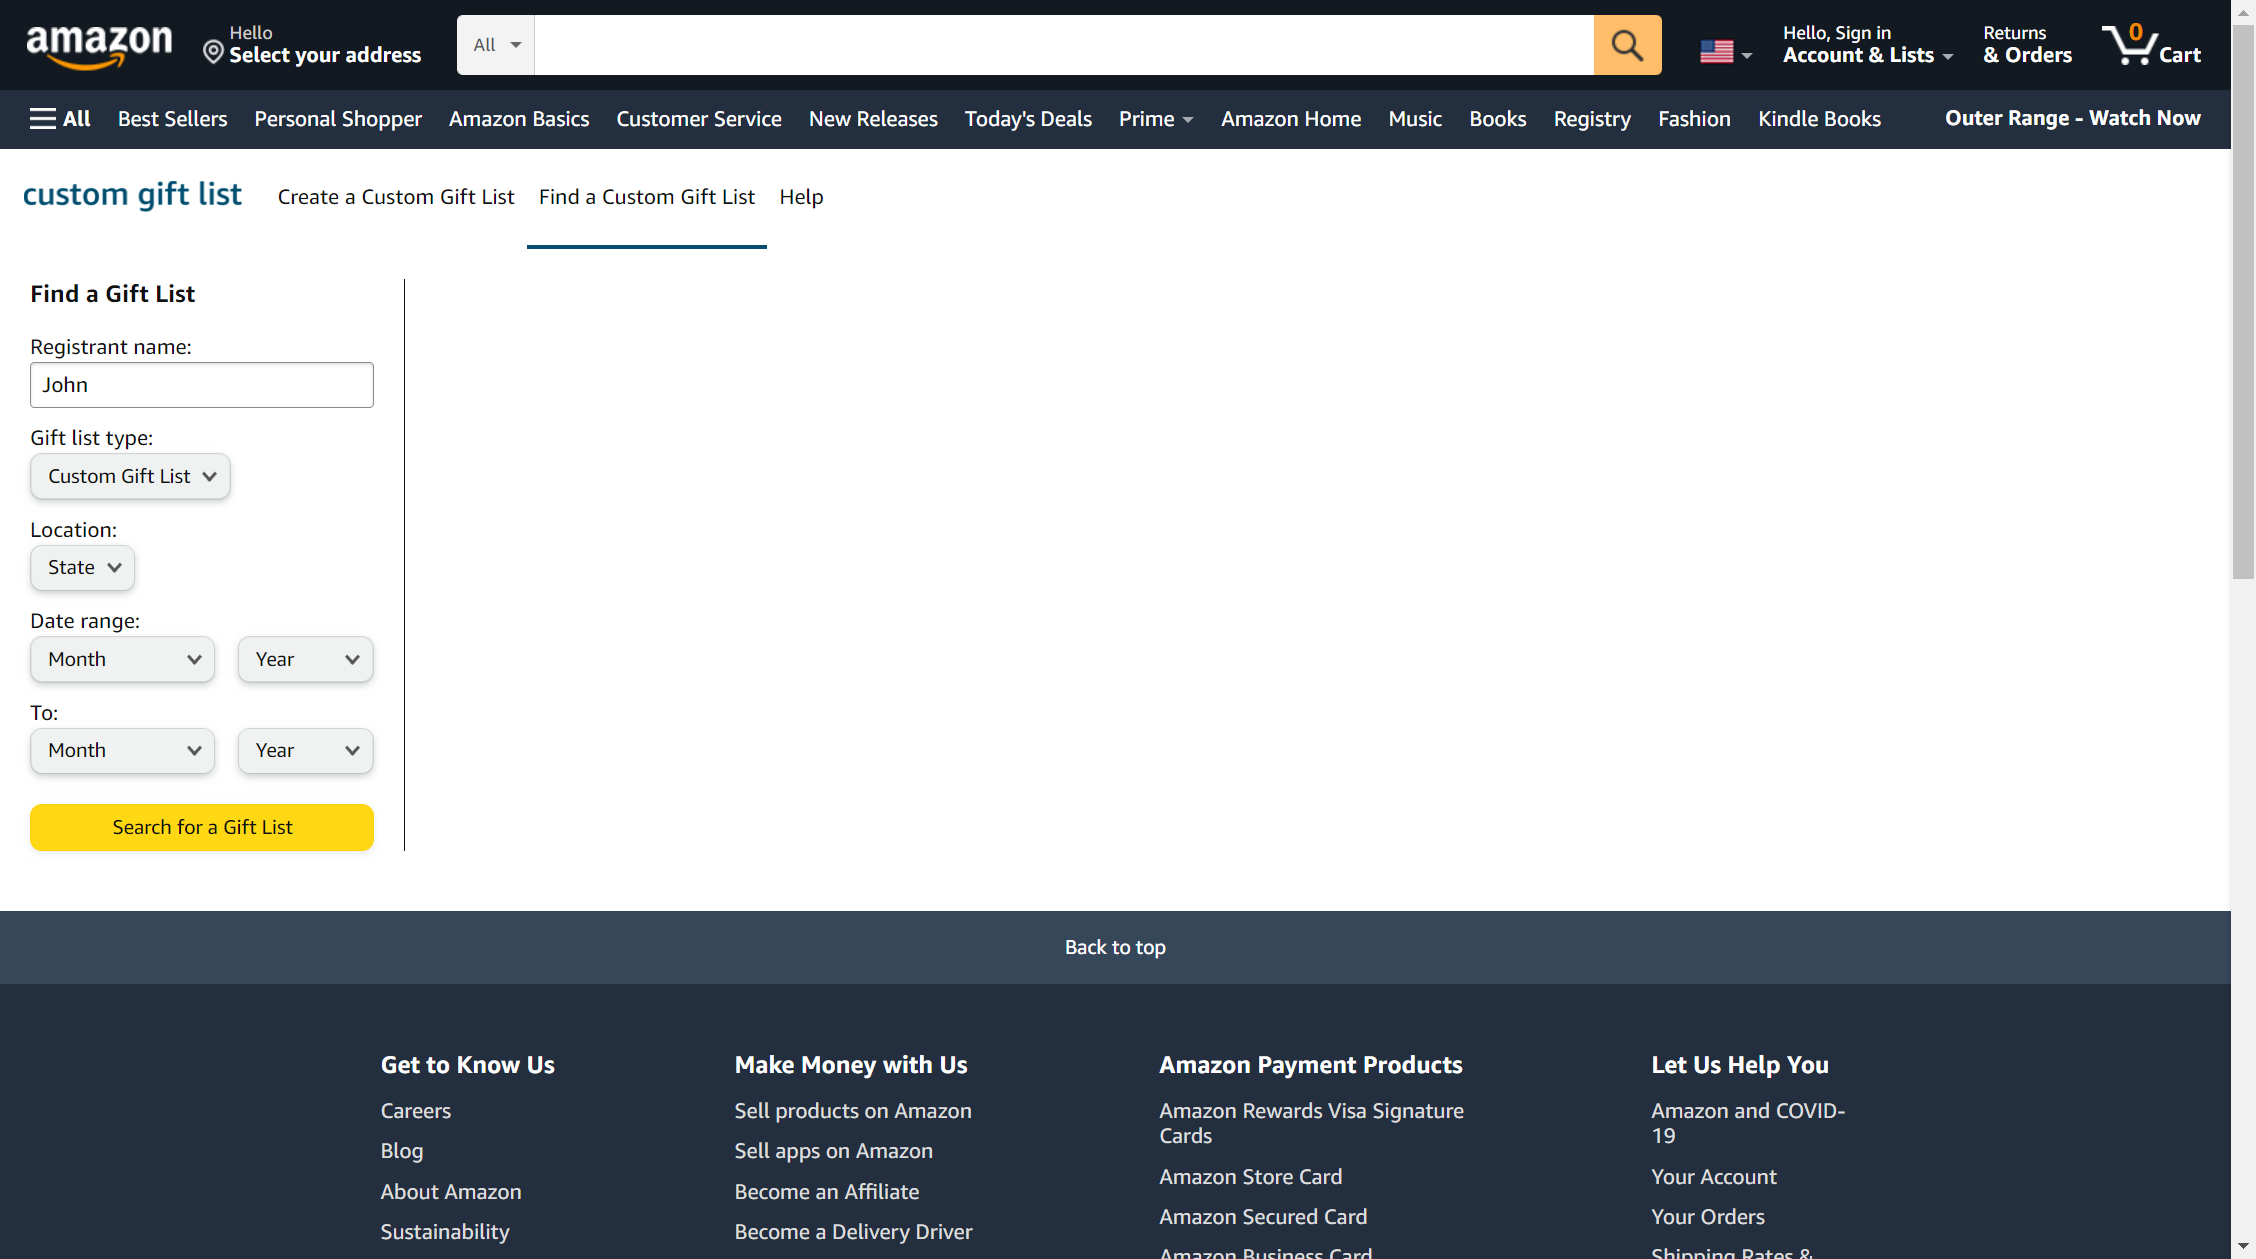 amazon
Hello
Select your address
All
Hello, Sign in
Account & Lists
Returns
& Orders
0
Cart
All
Best Sellers
Personal Shopper
Amazon Basics
Customer Service
New Releases
Today's Deals
Prime
Amazon Home
Music
Books
Registry
Fashion
Kindle Books
Outer Range - Watch Now
custom gift list
Create a Custom Gift List
Find a Custom Gift List
Help
Find a Gift List
Registrant name:
John
Gift list type:
Custom Gift List
Location:
State
Date range:
Month
Year
To:
Month
Year
Search for a Gift List
Back to top
Get to Know Us
Careers
Blog
About Amazon
Sustainability
Make Money with Us
Sell products on Amazon
Sell apps on Amazon
Become an Affiliate
Become a Delivery Driver
Amazon Payment Products
Amazon Rewards Visa Signature
Cards
Amazon Store Card
Amazon Secured Card
Amazon Business Card
Let Us Help You
Amazon and COVID-
19
Your Account
Your Orders
Shipping Rates &